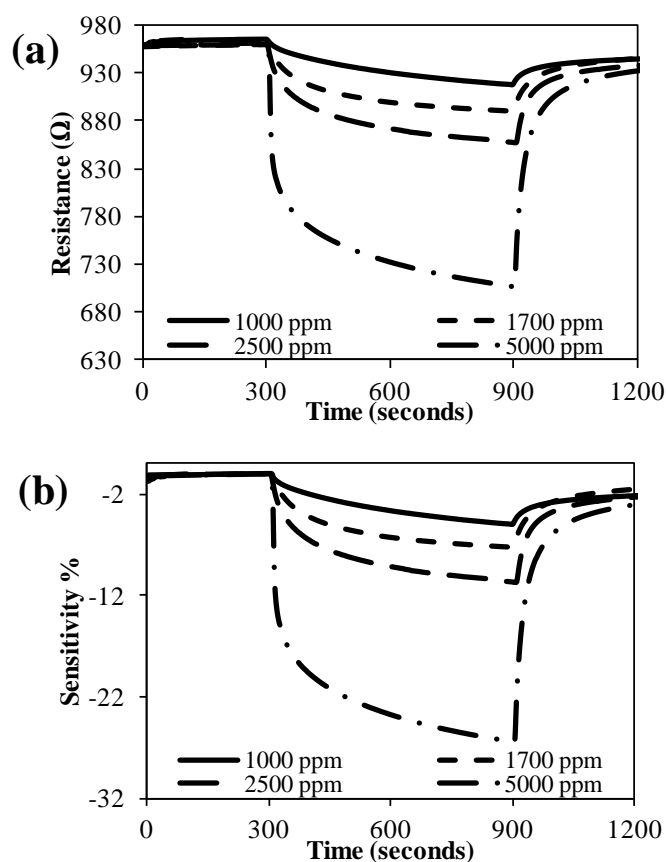 (a)
Resistance (Ω)
980
930
880
830
780
730
680
630
1000 ppm 1700 ppm
2500 ppm 5000 ppm
0 300 600 900 1200
Time (seconds)
(b)
Sensitivity %
-2
-12
-22
-32
1000 ppm 1700 ppm
2500 ppm 5000 ppm
0 300 600 900 1200
Time (seconds)